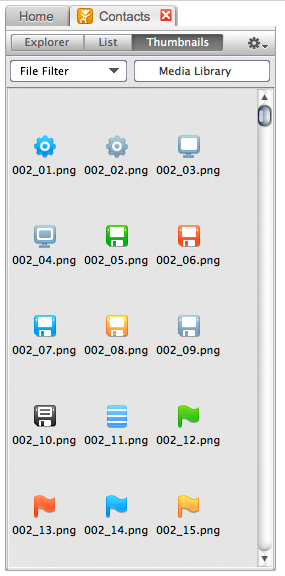 Home Contacts
Explorer List Thumbnails
File Filter Media Library
002_01.png 002_02.png 002_03.png
002_04.png 002_05.png 002_06.png
002_07.png 002_08.png 002_09.png
002_10.png 002_11.png 002_12.png
002_13.png 002_14.png 002_15.png